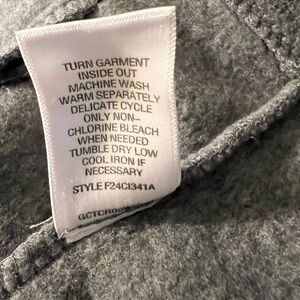 TURN GARMENT
INSIDE OUT
MACHINE WASH
WARM SEPARATELY
DELICATE CYCLE
ONLY NON-
CHLORINE BLEACH
WHEN NEEDED
TUMBLE DRY LOW
COOL IRON IF
NECESSARY
STYLE F24CI341A